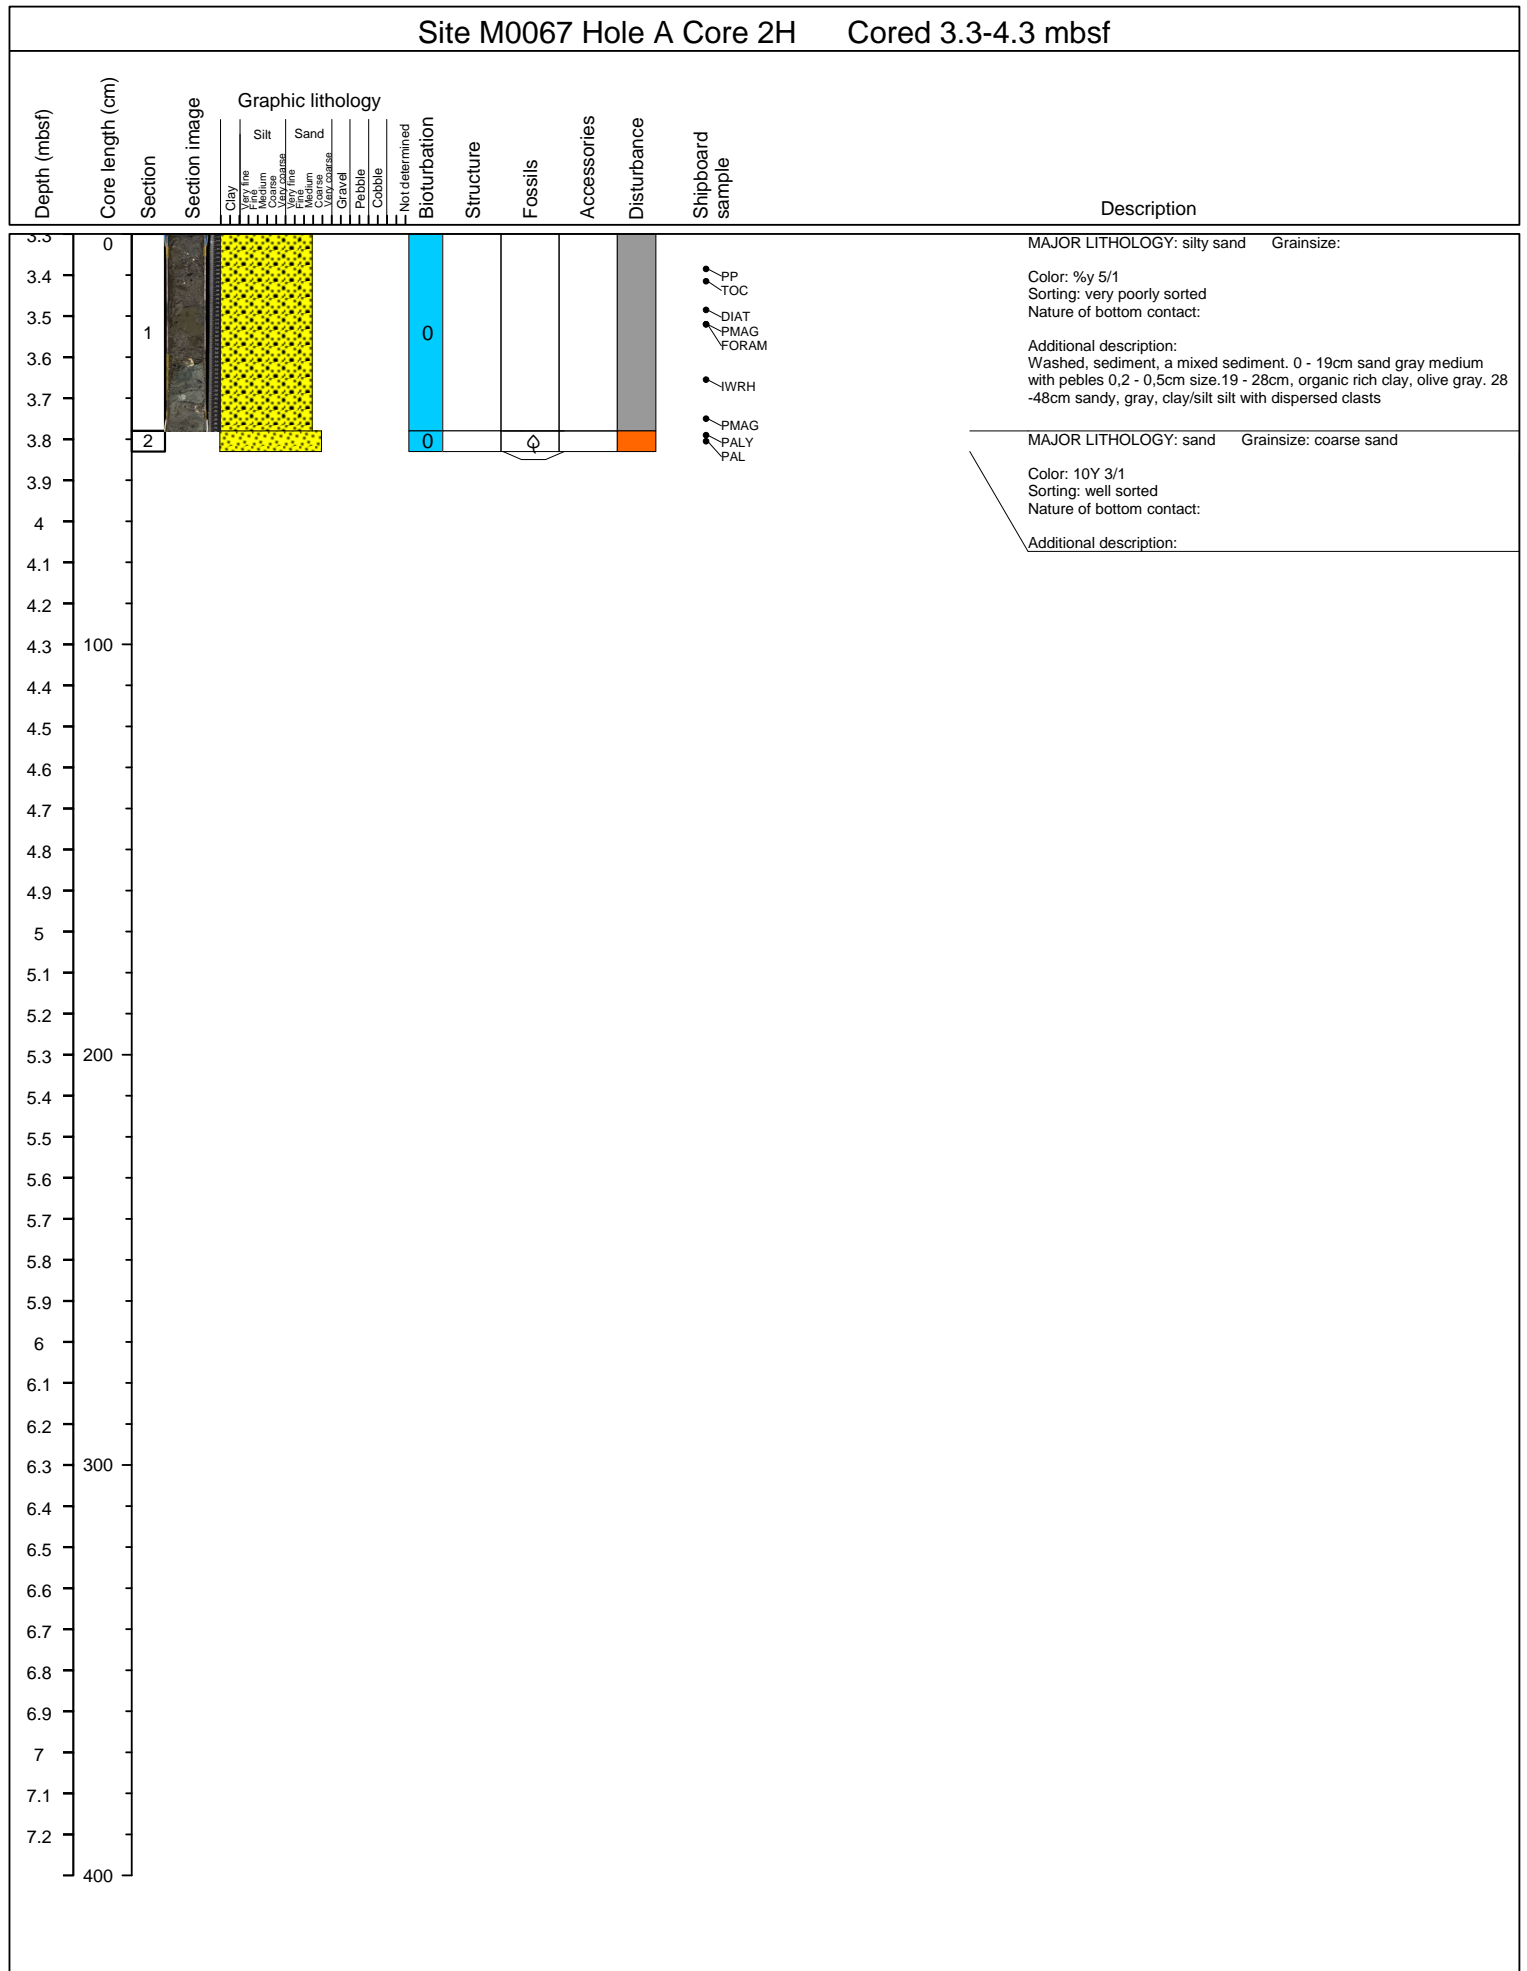 Site M0067 Hole A Core 2H Cored 3.3-4.3 mbsf
Depth (mbsf)
Core length (cm)
Section
Section image
Graphic lithology
Clay
Silt
Very fine
Fine
Medium
Coarse
Very coarse
Sand
Very fine
Fine
Medium
Coarse
Very coarse
Gravel
Pebble
Cobble
Not determined
Bioturbation
Structure
Fossils
Accessories
Disturbance
Shipboard
sample
Description
3.3
3.4
3.5
3.6
3.7
3.8
3.9
4
4.1
4.2
4.3
4.4
4.5
4.6
4.7
4.8
4.9
5
5.1
5.2
5.3
5.4
5.5
5.6
5.7
5.8
5.9
6
6.1
6.2
6.3
6.4
6.5
6.6
6.7
6.8
6.9
7
7.1
7.2
0
100
200
300
400
1
2
0
0
PP
TOC
DIAT
PMAG
FORAM
IWRH
PMAG
PALY
PAL
MAJOR LITHOLOGY: silty sand Grainsize:
Color: %y 5/1
Sorting: very poorly sorted
Nature of bottom contact:
Additional description:
Washed, sediment, a mixed sediment. 0 - 19cm sand gray medium
with pebles 0,2 - 0,5cm size.19 - 28cm, organic rich clay, olive gray. 28
-48cm sandy, gray, clay/silt silt with dispersed clasts
MAJOR LITHOLOGY: sand Grainsize: coarse sand
Color: 10Y 3/1
Sorting: well sorted
Nature of bottom contact:
Additional description: